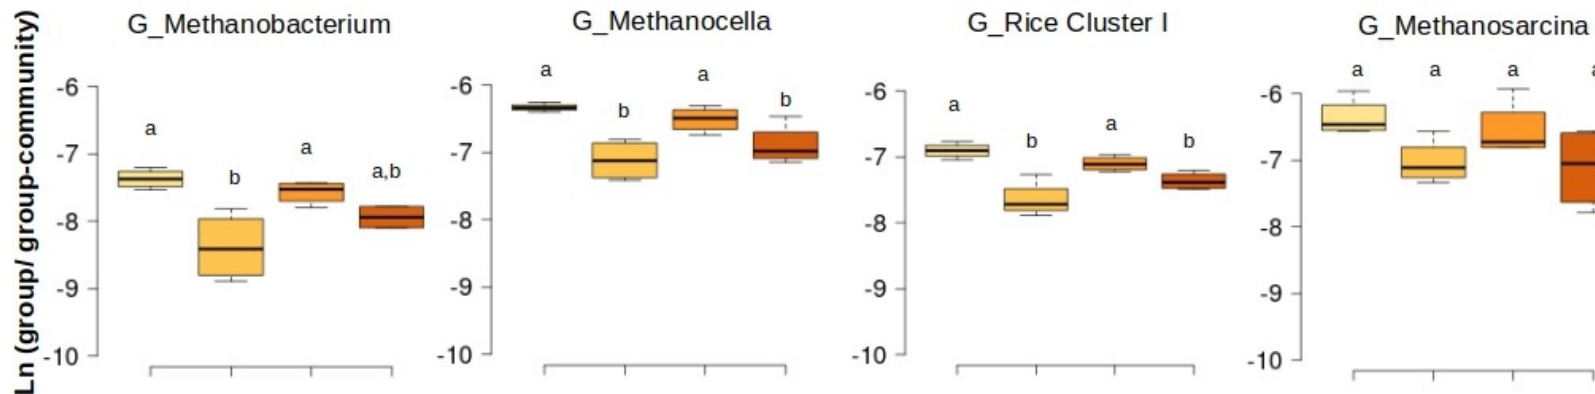 Ln (group/ group-community)
G_Methanobacterium
-6
-7
-8
-9
-10
a
b
a
a,b
G_Methanocella
-6
-7
-8
-9
-10
a
b
a
b
G_Rice Cluster I
-6
-7
-8
-9
-10
a
b
a
b
G_Methanosarcina
-6
-7
-8
-9
-10
a
a
a